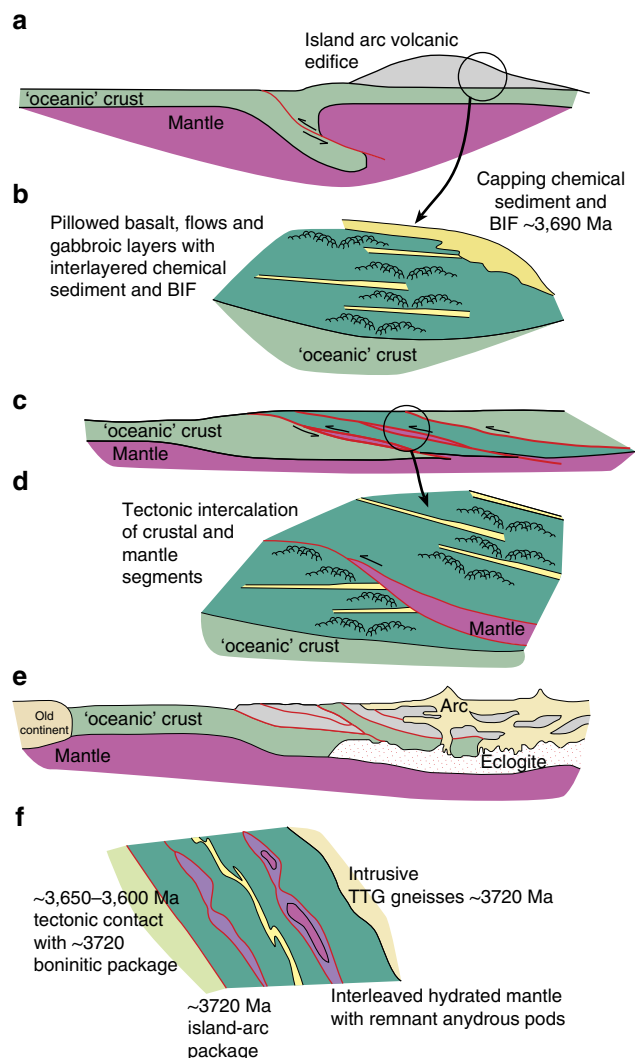 a
Island arc volcanic
edifice
'oceanic' crust
Mantle
b
Pillowed basalt, flows and
gabbroic layers with
interlayered chemical
sediment and BIF
Capping chemical
sediment and
BIF ~3,690 Ma
'oceanic' crust
c
'oceanic' crust
Mantle
d
Tectonic intercalation
of crustal and
mantle
segments
Mantle
'oceanic' crust
e
Old
continent
'oceanic' crust
Arc
Mantle
Eclogite
f
~3,650–3,600 Ma
tectonic contact
with ~3720
boninitic package
Intrusive
TTG gneisses ~3720 Ma
~3720 Ma
island-arc
package
Interleaved hydrated mantle
with remnant anydrous pods